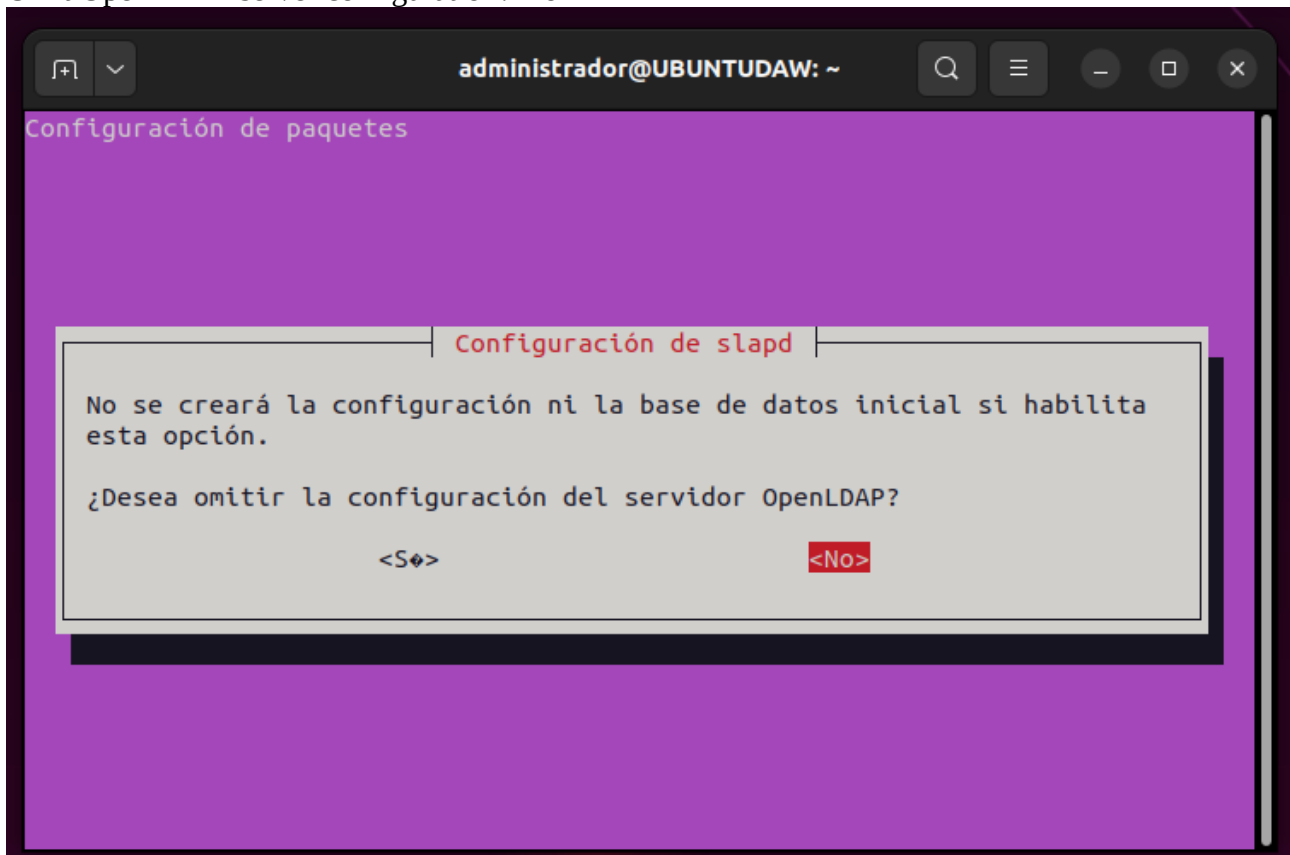 administrador@UBUNTUDAW: ~
Configuración de paquetes
Configuración de slapd
No se creará la configuración ni la base de datos inicial si habilita
esta opción.
¿Desea omitir la configuración del servidor OpenLDAP?
<S�> <No>